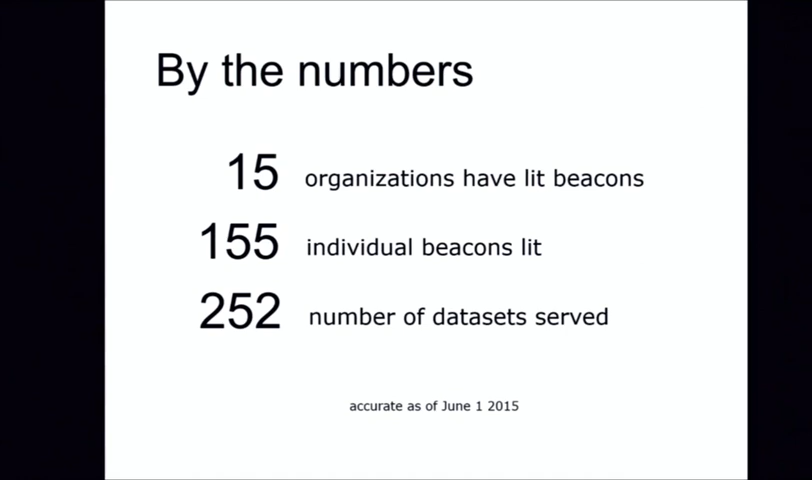 By the numbers
15 organizations have lit beacons
155 individual beacons lit
252 number of datasets served
accurate as of June 1 2015